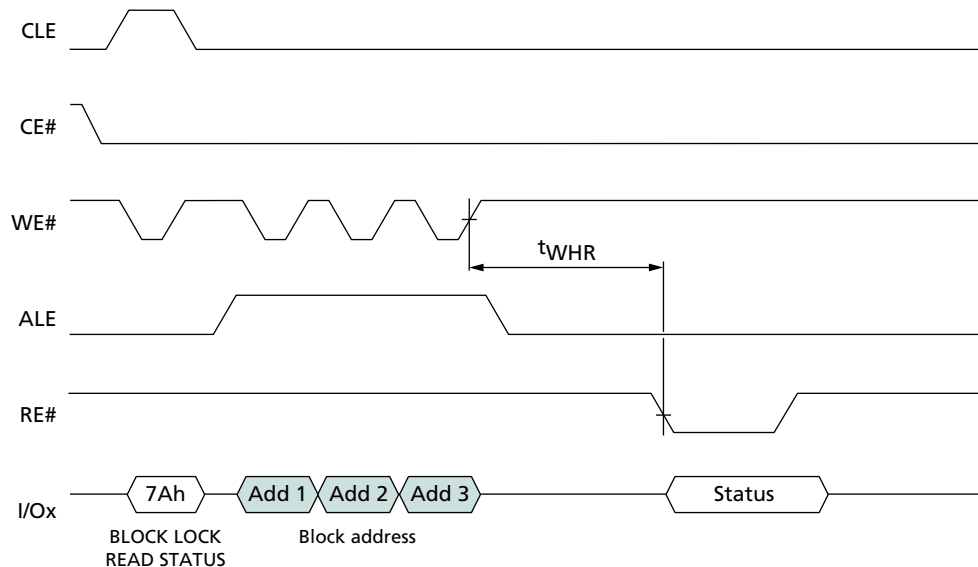 CLE
CE#
WE#
tWHR
ALE
RE#
I/Ox
7Ah
Add 1
Add 2
Add 3
Status
BLOCK LOCK
READ STATUS
Block address